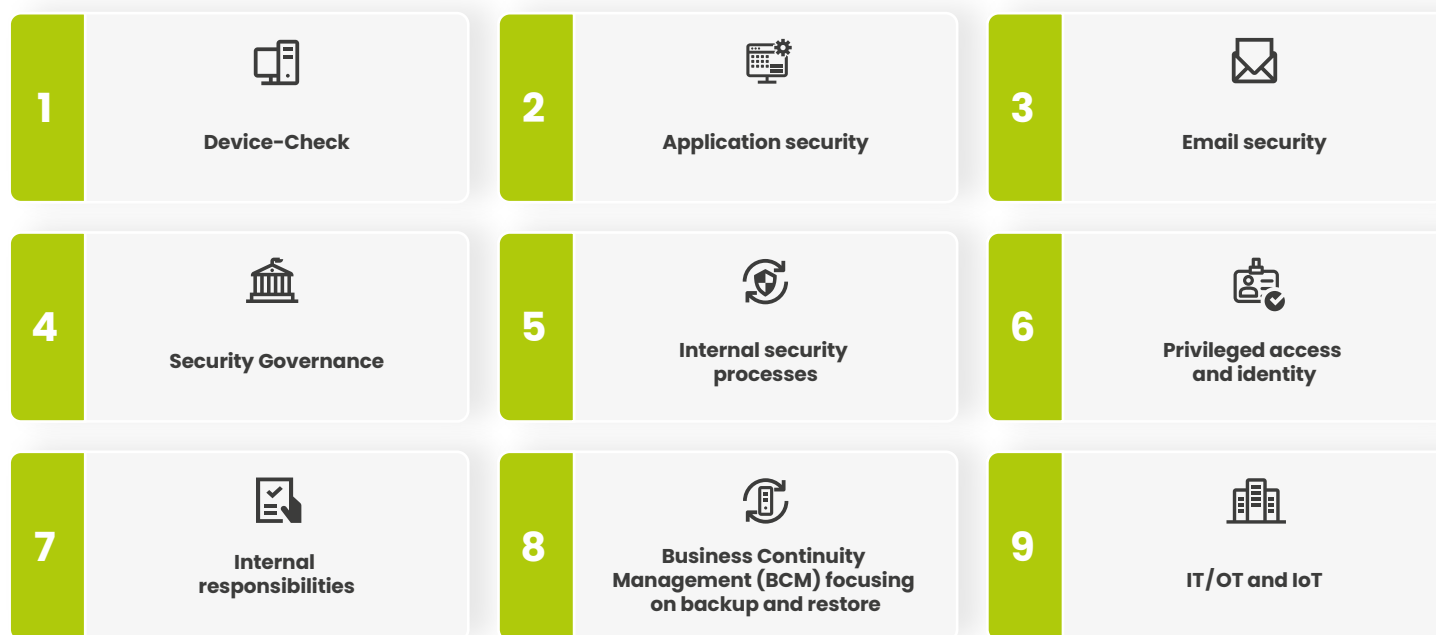 1
Device-Check
2
Application security
3
Email security
4
Security Governance
5
Internal security
processes
6
Privileged access
and identity
7
Internal
responsibilities
8
Business Continuity
Management (BCM) focusing
on backup and restore
9
IT/OT and IoT